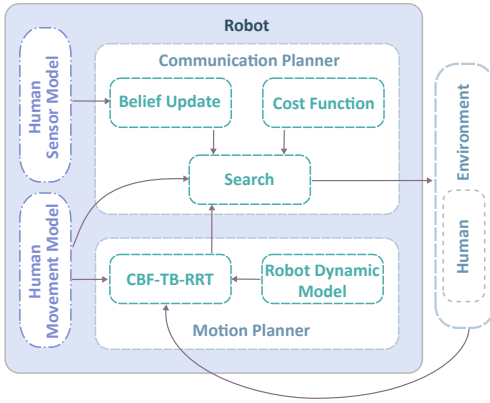 Robot
Communication Planner
Human
Sensor Model
Belief Update
Cost Function
Search
Environment
Human
Human
Movement Model
CBF-TB-RRT
Robot Dynamic
Model
Motion Planner